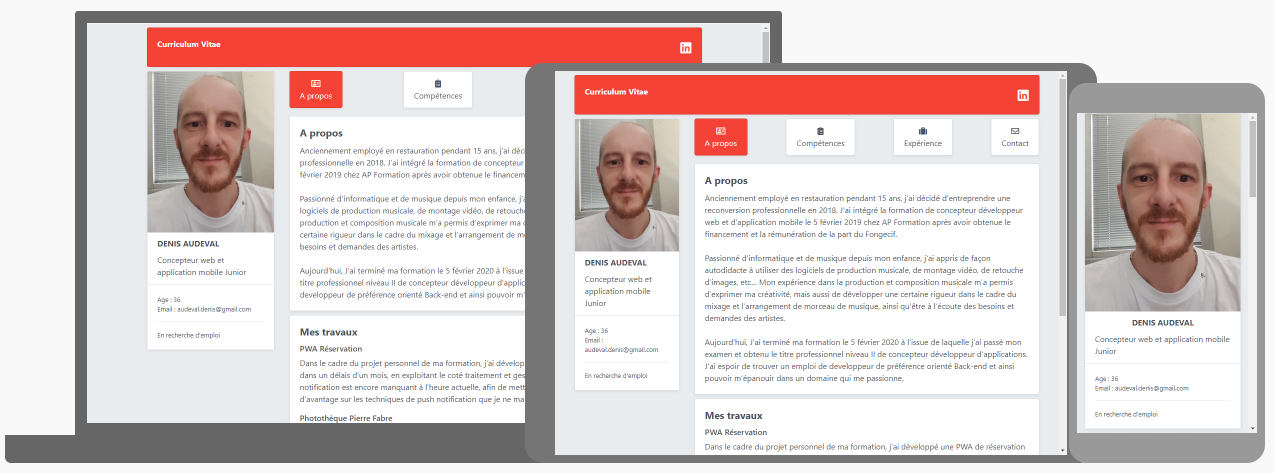 Curriculum Vitae
in
A propos
Compétences
DENIS AUDEVAL
Concepteur web et
application mobile Junior
Age : 36
Email : audeval.denis@gmail.com
En recherche d'emploi
A propos
Anciennement employé en restauration pendant 15 ans, j'ai déc
professionnelle en 2018. J'ai intégré la formation de concepteur
février 2019 chez AP Formation après avoir obtenue le financem
Passionné d'informatique et de musique depuis mon enfance, j'a
logiciels de production musicale, de montage vidéo, de retouche
production et composition musicale m'a permis d'exprimer ma c
certaine rigueur dans le cadre du mixage et l'arrangement de mo
besoins et demandes des artistes.
Aujourd'hui, J'ai terminé ma formation le 5 février 2020 à l'issue
titre professionnel niveau II de concepteur développeur d'applic
developpeur de préférence orienté Back-end et ainsi pouvoir m'
Mes travaux
PWA Réservation
Dans le cadre du projet personnel de ma formation, j'ai dévelop
dans un délais d'un mois, en exploitant le coté traitement et ges
notification est encore manquant à l'heure actuelle, afin de mett
d'avantage sur les techniques de push notification que je ne ma
Photothèque Pierre Fabre
Curriculum Vitae
in
A propos
Compétences
Expérience
Contact
DENIS AUDEVAL
Concepteur web et
application mobile
Junior
Age : 36
Email :
audeval.denis@gmail.com
En recherche d'emploi
A propos
Anciennement employé en restauration pendant 15 ans, j'ai décidé d'entreprendre une
reconversion professionnelle en 2018. J'ai intégré la formation de concepteur développeur
web et d'application mobile le 5 février 2019 chez AP Formation après avoir obtenue le
financement et la rémunération de la part du Fongecif.
Passionné d'informatique et de musique depuis mon enfance, j'ai appris de façon
autodidacte à utiliser des logiciels de production musicale, de montage vidéo, de retouche
d'images, etc... Mon expérience dans la production et composition musicale m'a permis
d'exprimer ma créativité, mais aussi de développer une certaine rigueur dans le cadre du
mixage et l'arrangement de morceau de musique, ainsi qu'être à l'écoute des besoins et
demandes des artistes.
Aujourd'hui, J'ai terminé ma formation le 5 février 2020 à l'issue de laquelle j'ai passé mon
examen et obtenu le titre professionnel niveau II de concepteur développeur d'applications.
J'ai espoir de trouver un emploi de developpeur de préférence orienté Back-end et ainsi
pouvoir m'épanouir dans un domaine qui me passionne.
Mes travaux
PWA Réservation
Dans le cadre du projet personnel de ma formation, j'ai développé une PWA de réservation
DENIS AUDEVAL
Concepteur web et application mobile
Junior
Age : 36
Email : audeval.denis@gmail.com
En recherche d'emploi